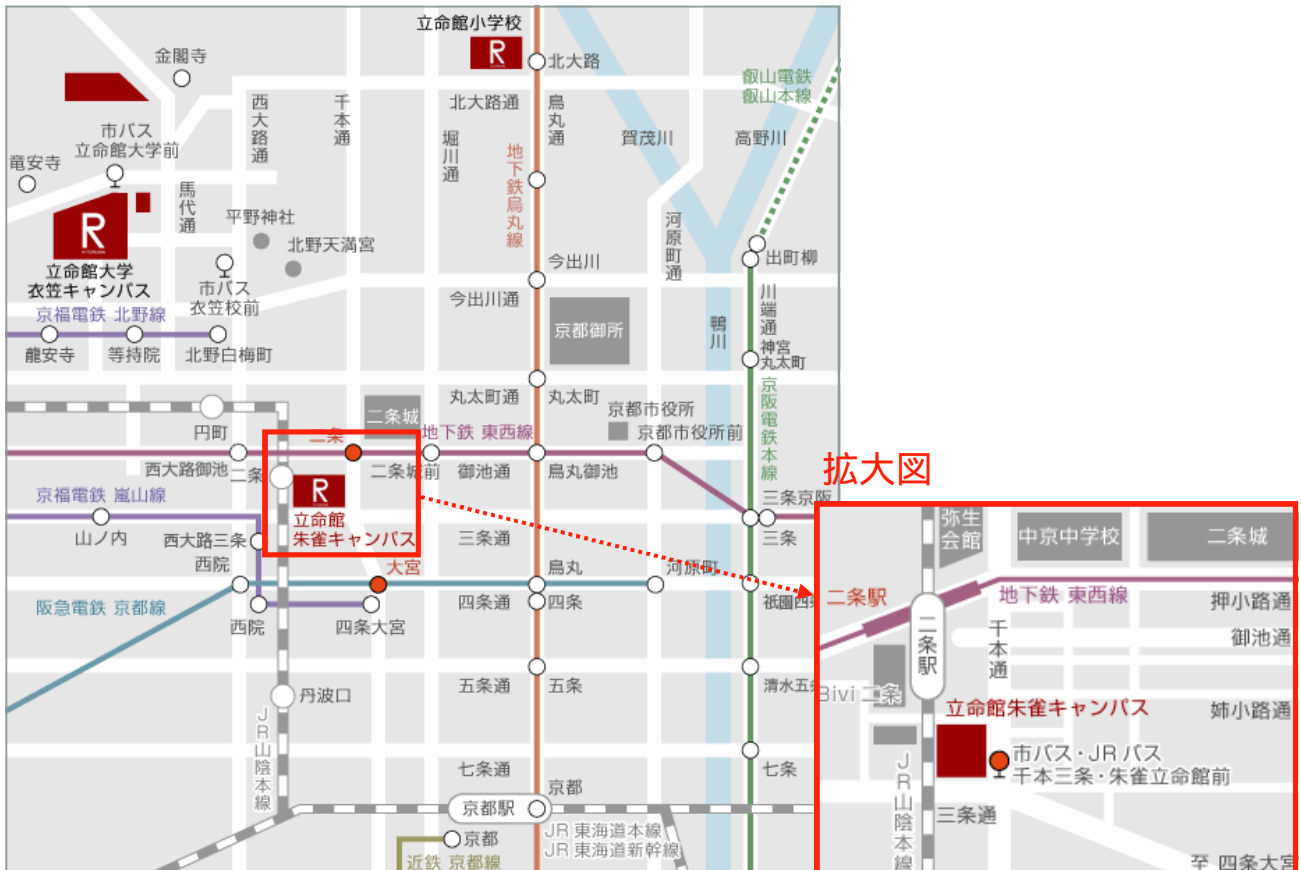 立命館小学校
R
北大路
金閣寺
叡山電鉄
叡山本線
西大路通
千本通
北大路通
烏丸通
堀川通
賀茂川
高野川
市バス
立命館大学前
竜安寺
地下鉄烏丸線
馬代通
平野神社
河原町通
R
北野天満宮
今出川
出町柳
立命館大学
衣笠キャンパス
市バス
衣笠校前
今出川通
川端通
京福電鉄 北野線
京都御所
鴨川
龍安寺
等持院
北野白梅町
神宮
丸太町
丸太町通
丸太町
京阪電鉄本線
二条城
京都市役所
円町
二条
地下鉄 東西線
京都市役所前
西大路御池
二条
二条城前
御池通
烏丸御池
R
京福電鉄 嵐山線
三条京阪
立命館
朱雀キャンパス
山ノ内
西大路三条
三条通
三条
西院
大宮
烏丸
河原町
阪急電鉄 京都線
四条通
四条
祇園四条
西院
四条大宮
五条通
五条
清水五条
丹波口
JR山陰本線
七条通
七条
京都
京都駅
JR 東海道本線
JR 東海道新幹線
京都
近鉄 京都線
拡大図
弥生
会館
中京中学校
二条城
二条駅
地下鉄 東西線
押小路通
二条駅
千本通
御池通
Bivi 二条
立命館朱雀キャンパス
姉小路通
市バス・JR バス
千本三条・朱雀立命館前
JR山陰本線
三条通
至 四条大宮